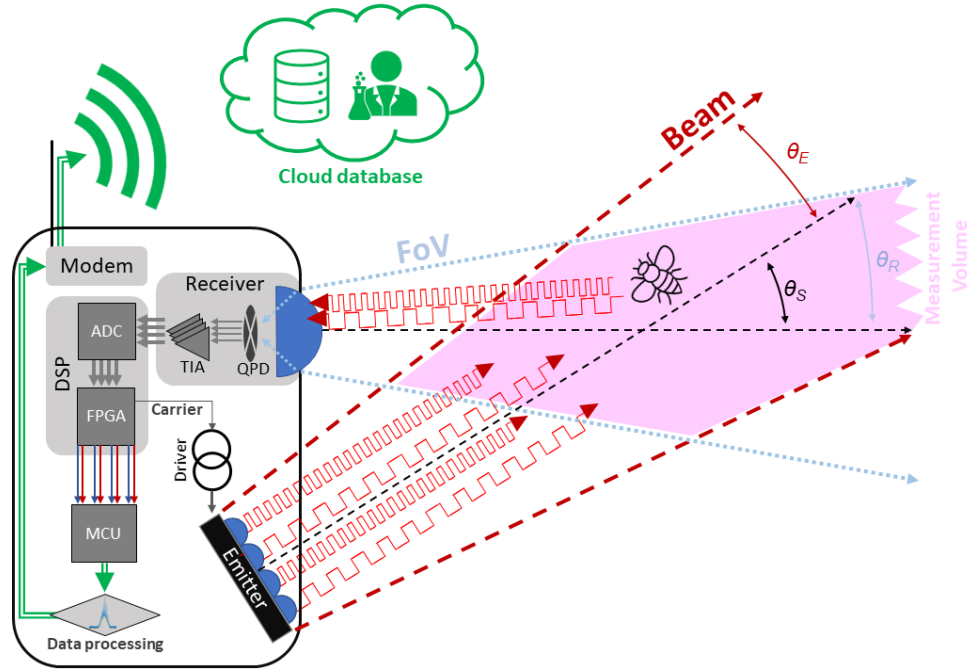 Cloud database
Beam
θE
FoV
Modem
Receiver
θR
Measurement
Volume
θS
ADC
TIA
QPD
DSP
FPGA
Carrier
Driver
MCU
Emitter
Data processing